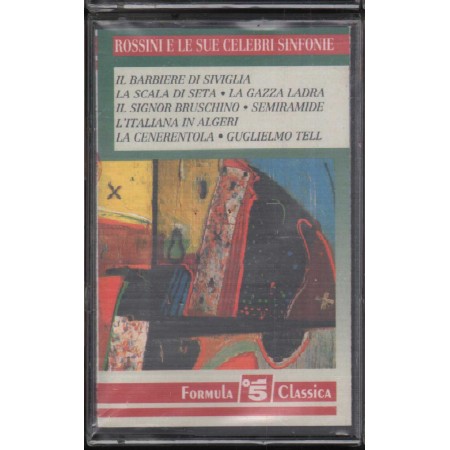 ROSSINI E LE SUE CELEBRI SINFONIE
IL BARBIERE DI SIVIGLIA
LA SCALA DI SETA • LA GAZZA LADRA
IL SIGNOR BRUSCHINO • SEMIRAMIDE
L'ITALIANA IN ALGERI
LA CENERENTOLA • GUGLIELMO TELL
FORMULA 5 CLASSICA